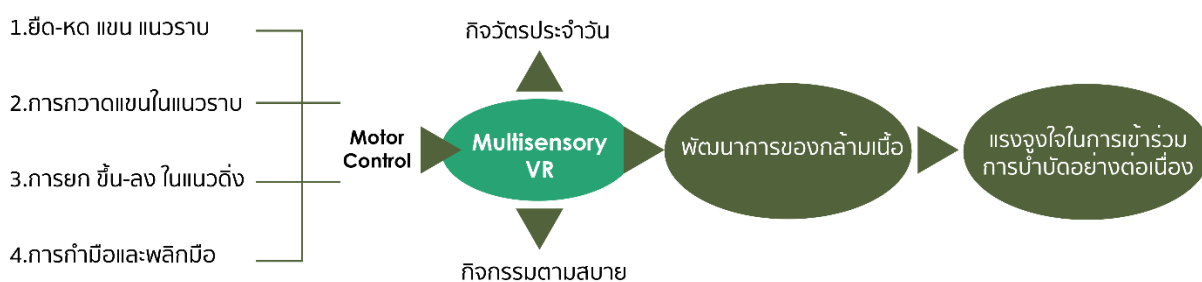 1.ยืด-หด แขน แนวราบ
2.การกวาดแขนในแนวราบ
3.การยก ขึ้น-ลง ในแนวดิ่ง
4.การกำมือและพลิกมือ
Motor
Control
กิจวัตรประจำวัน
Multisensory
VR
กิจกรรมตามสบาย
พัฒนาการของกล้ามเนื้อ
แรงจูงใจในการเข้าร่วม
การบำบัดอย่างต่อเนื่อง